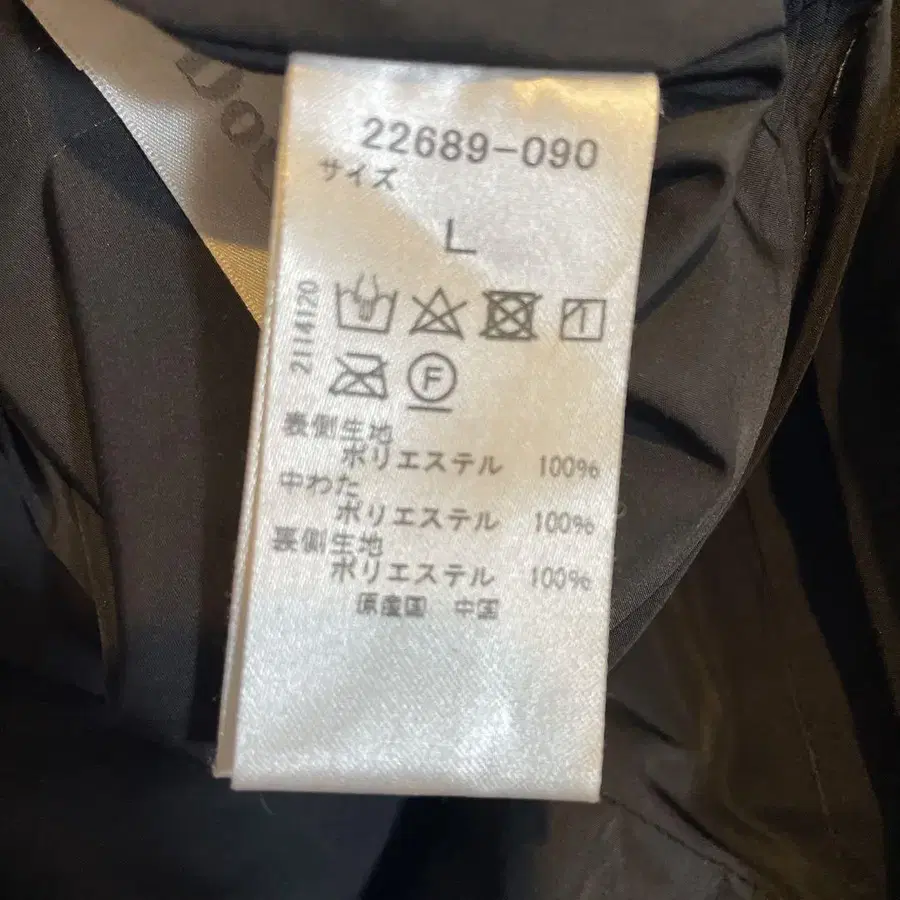 22689-090
サイズ
L
2114120
F
表側生地
ポリエステル 100%
中わた
ポリエステル 100%
裏側生地
ポリエステル 100%
原産国 中国